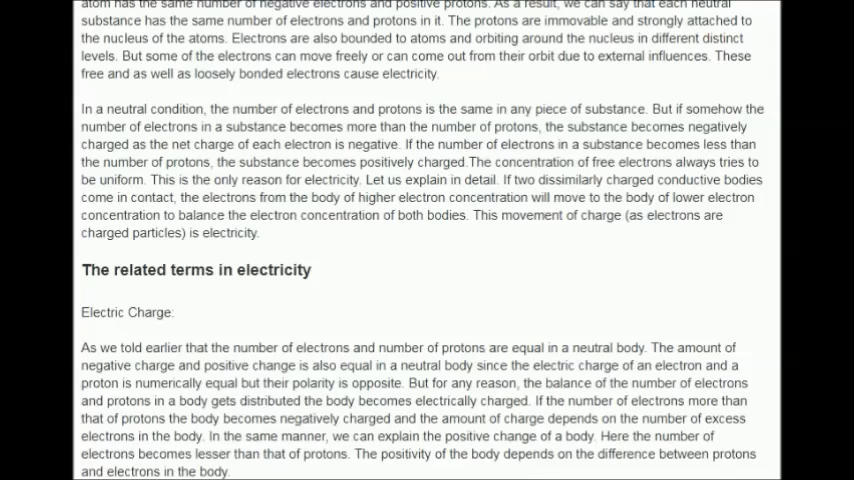 atom has the same number of negative electrons and positive protons. As a result, we can say that each neutral
substance has the same number of electrons and protons in it. The protons are immovable and strongly attached to
the nucleus of the atoms. Electrons are also bounded to atoms and orbiting around the nucleus in different distinct
levels. But some of the electrons can move freely or can come out from their orbit due to external influences. These
free and as well as loosely bonded electrons cause electricity.
In a neutral condition, the number of electrons and protons is the same in any piece of substance. But if somehow the
number of electrons in a substance becomes more than the number of protons, the substance becomes negatively
charged as the net charge of each electron is negative. If the number of electrons in a substance becomes less than
the number of protons, the substance becomes positively charged.The concentration of free electrons always tries to
be uniform. This is the only reason for electricity. Let us explain in detail. If two dissimilarly charged conductive bodies
come in contact, the electrons from the body of higher electron concentration will move to the body of lower electron
concentration to balance the electron concentration of both bodies. This movement of charge (as electrons are
charged particles) is electricity.
The related terms in electricity
Electric Charge:
As we told earlier that the number of electrons and number of protons are equal in a neutral body. The amount of
negative charge and positive change is also equal in a neutral body since the electric charge of an electron and a
proton is numerically equal but their polarity is opposite. But for any reason, the balance of the number of electrons
and protons in a body gets distributed the body becomes electrically charged. If the number of electrons more than
that of protons the body becomes negatively charged and the amount of charge depends on the number of excess
electrons in the body. In the same manner, we can explain the positive change of a body. Here the number of
electrons becomes lesser than that of protons. The positivity of the body depends on the difference between protons
and electrons in the body.